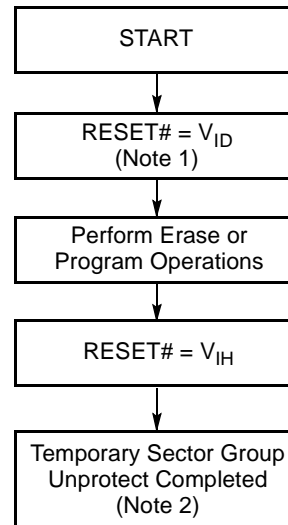 START
RESET# = V_ID
(Note 1)
Perform Erase or
Program Operations
RESET# = V_IH
Temporary Sector Group
Unprotect Completed
(Note 2)